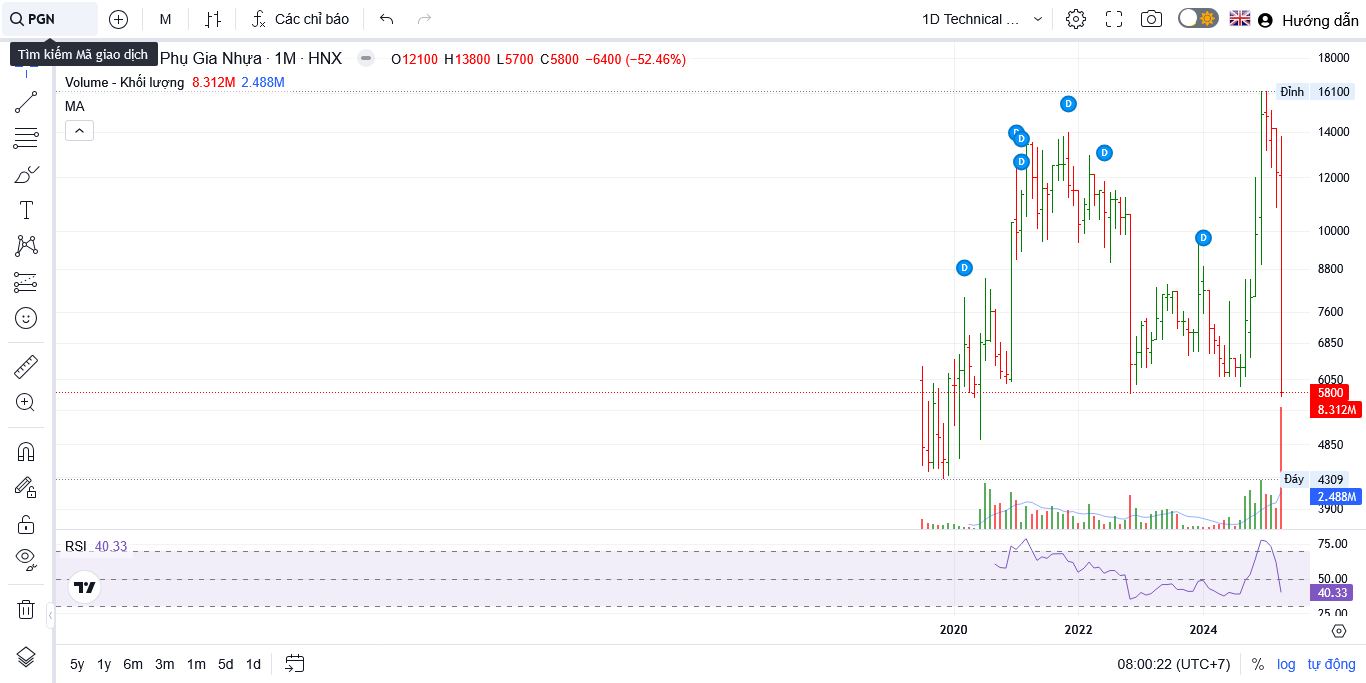 PGN
M
Các chỉ báo
1D Technical ...
Hướng dẫn
Tìm kiếm Mã giao dịch
Phụ Gia Nhựa · 1M · HNX
O12100 H13800 L5700 C5800 −6400 (−52.46%)
Volume - Khối lượng 8.312M 2.488M
MA
18000
Đỉnh 16100
14000
12000
10000
8800
7600
6850
6050
5800
8.312M
4850
Đáy 4309
2.488M
3900
D
D
D
D
D
D
D
RSI 40.33
75.00
50.00
40.33
25.00
2020 2022 2024
5y 1y 6m 3m 1m 5d 1d
08:00:22 (UTC+7)
% log tự động